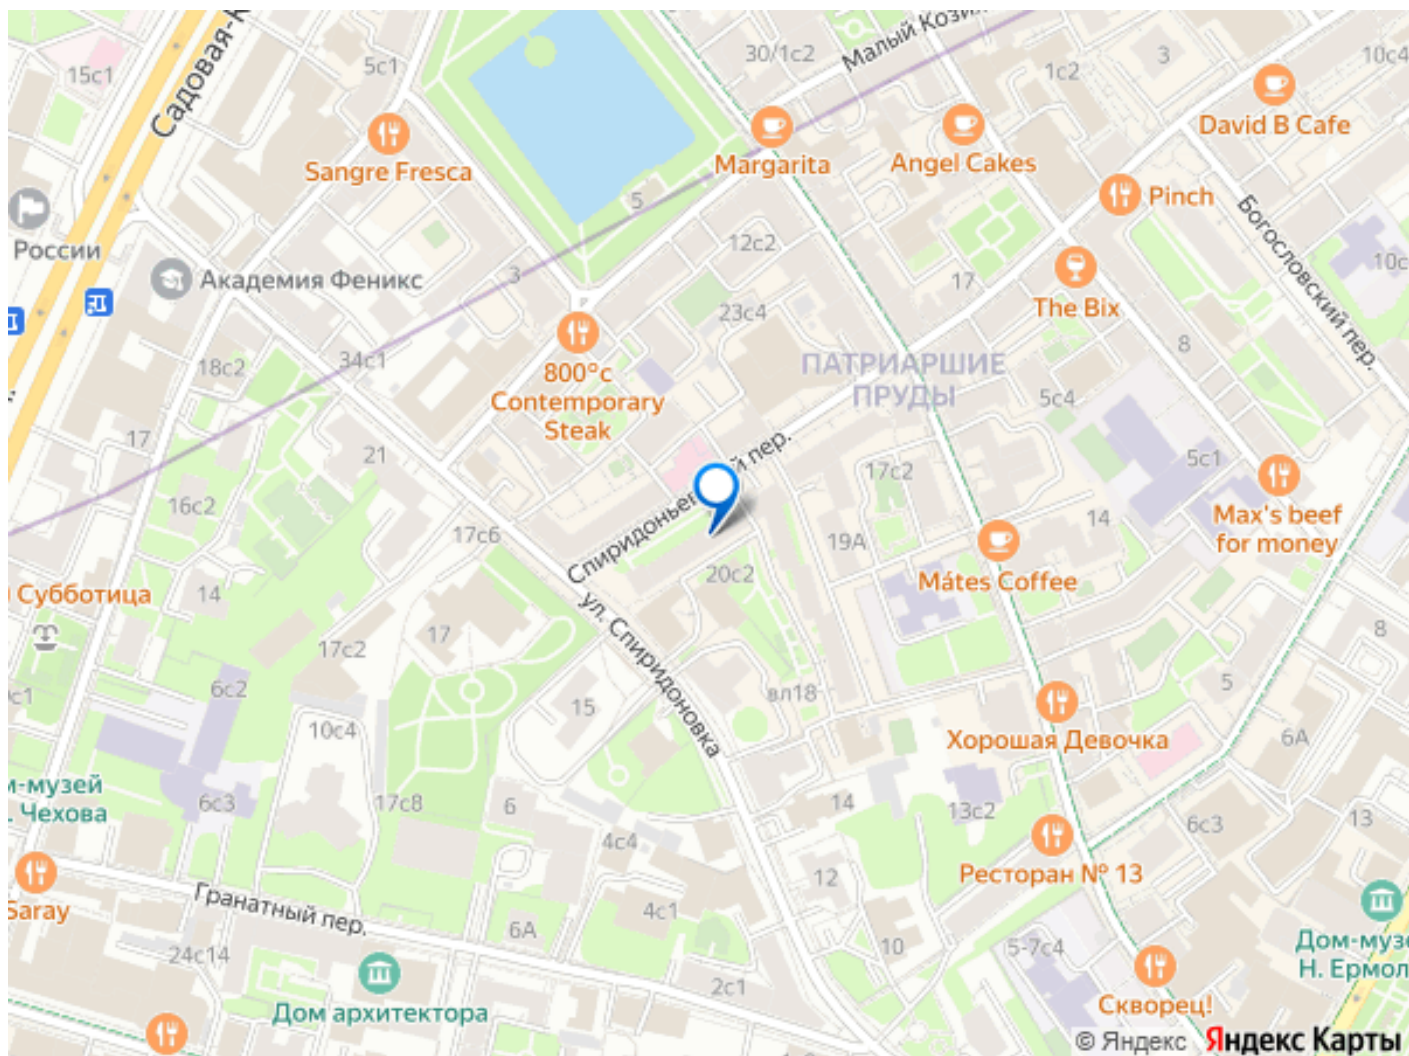 Садовая-К
15с1
5с1
30/1с2
Малый Козих
3
10с4
1с2
David B Cafe
Sangre Fresca
Margarita
Angel Cakes
Pinch
России
Академия Феникс
5
12с2
3
17
Богословский пер.
10с
The Bix
23с4
ПАТРИАРШИЕ
ПРУДЫ
8
34с1
18с2
800°c
Contemporary
Steak
5с4
17
21
Спиридоньевский пер.
17с2
5с1
16с2
17с6
19А
14
Max's beef
for money
Mátes Coffee
20с2
Субботица
14
17
ул. Спиридоновка
17с2
8
6с2
15
вл18
5
10с4
Хорошая Девочка
6А
м-музей
. Чехова
6с3
17с8
6
14
13с2
6с3
13
4с4
Ресторан № 13
Saray
Гранатный пер.
12
4с1
6А
10
5-7с4
Дом-музе
Н. Ермол
24с14
2с1
Дом архитектора
Скворец!
© Яндекс Яндекс Карты